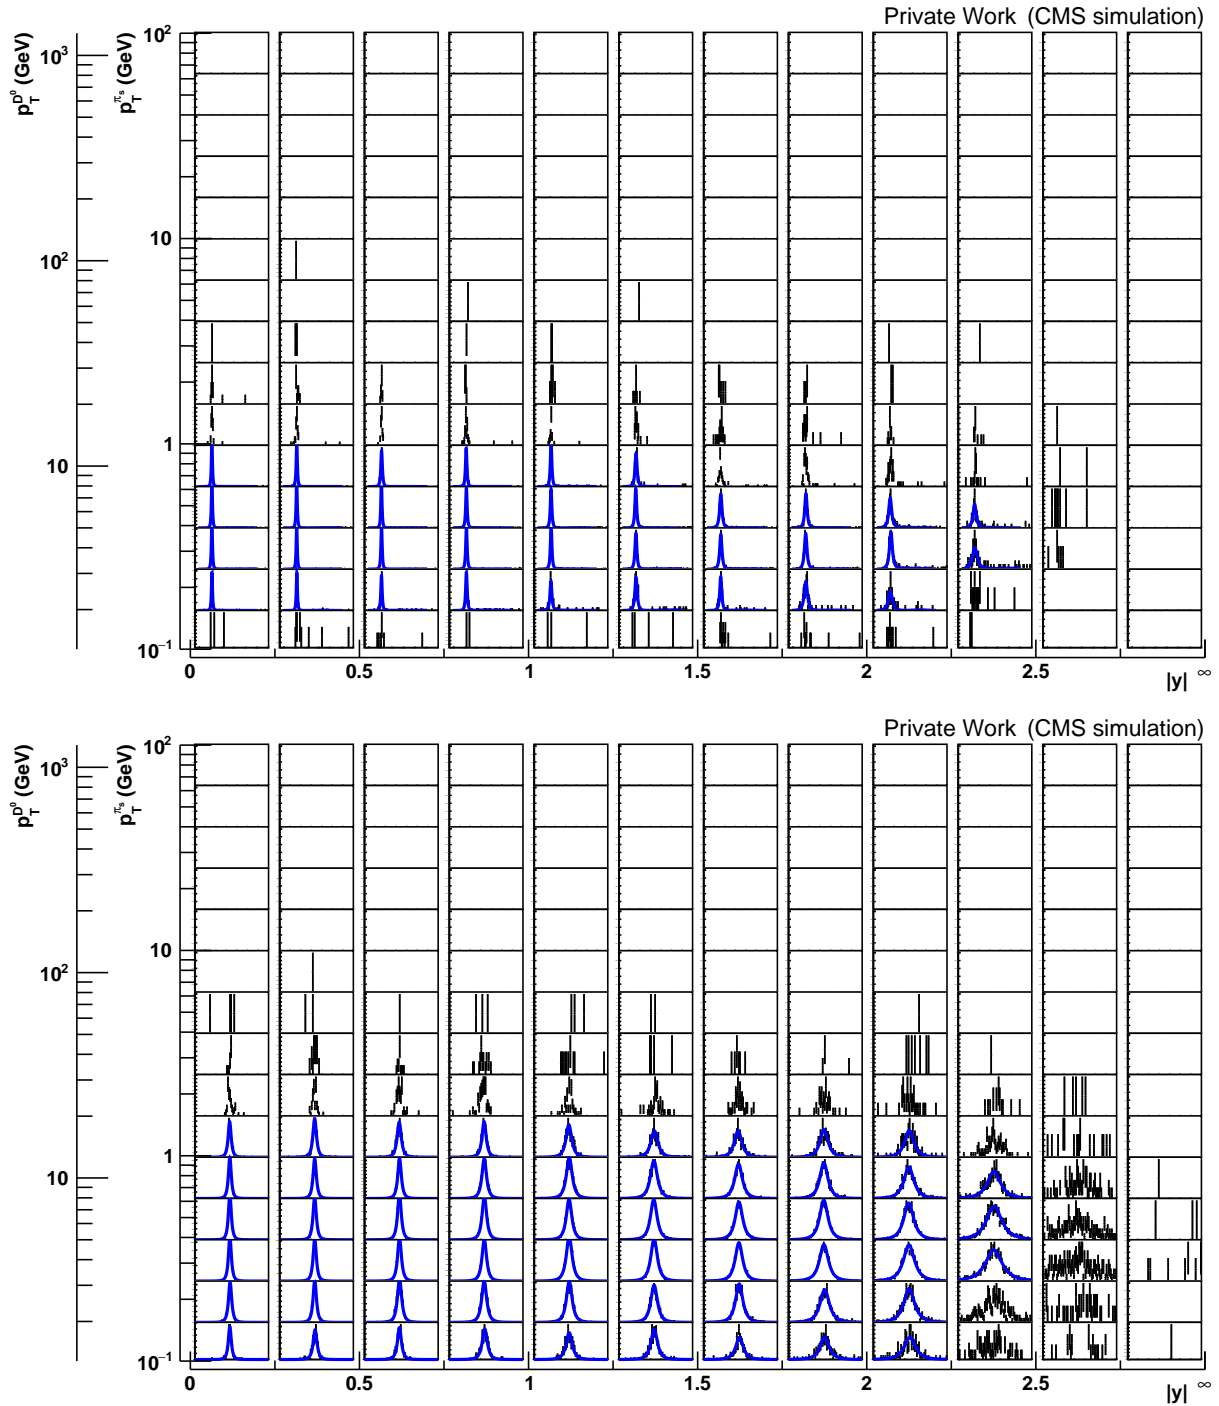 Private Work (CMS simulation)
p_T^{D^0} (GeV)
p_T^{π_s} (GeV)
10^3
10^2
10
10^2
10
1
10^{-1}
0 0.5 1 1.5 2 2.5 ∞
|y|
Private Work (CMS simulation)
p_T^{D^0} (GeV)
p_T^{π_s} (GeV)
10^3
10^2
10
10^2
10
1
10^{-1}
0 0.5 1 1.5 2 2.5 ∞
|y|